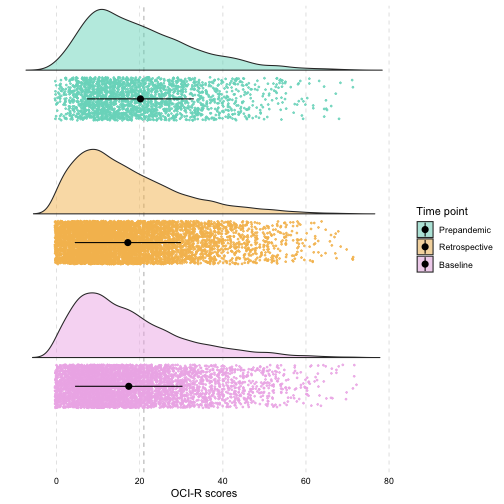 Time point
Prepandemic
Retrospective
Baseline
0 20 40 60 80
OCI-R scores